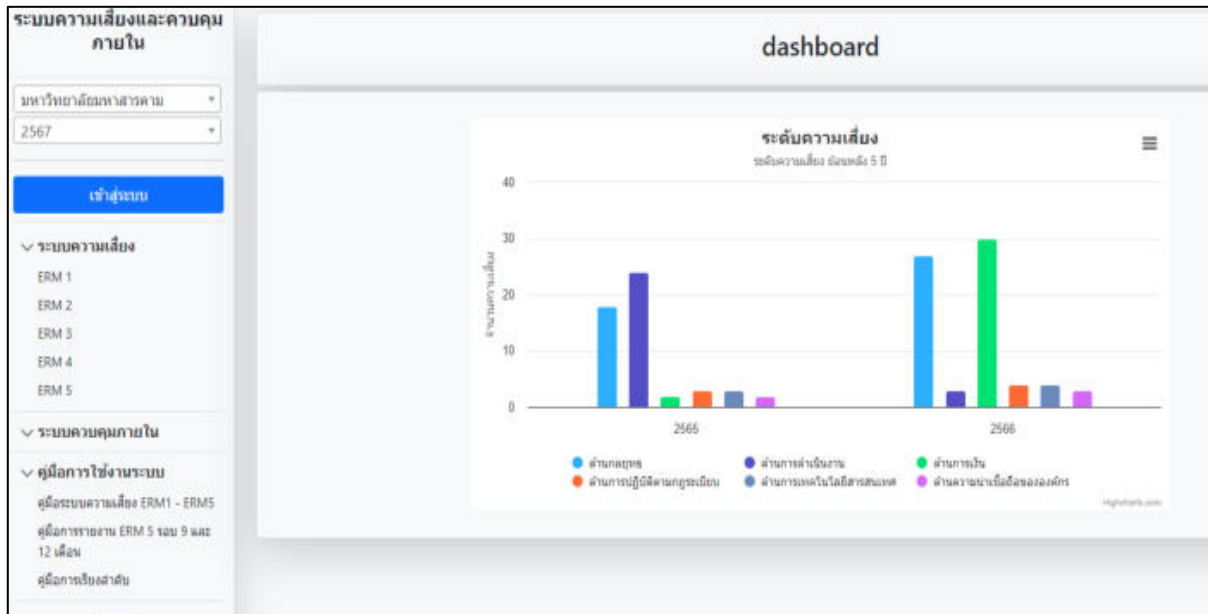 ระบบความเสี่ยงและควบคุม
ภายใน
มหาวิทยาลัยมหาสารคาม
2567
เข้าสู่ระบบ
ระบบความเสี่ยง
ERM 1
ERM 2
ERM 3
ERM 4
ERM 5
ระบบควบคุมภายใน
คู่มือการใช้งานระบบ
คู่มือระบบความเสี่ยง ERM1 - ERM5
คู่มือการรายงาน ERM 5 รอบ 9 และ
12 เดือน
คู่มือการเรียงลำดับ
dashboard
ระดับความเสี่ยง
ระดับความเสี่ยง ย้อนหลัง 5 ปี
จำนวนความเสี่ยง
40
30
20
10
0
2565
2566
ด้านกลยุทธ
ด้านการดำเนินงาน
ด้านการเงิน
ด้านการปฏิบัติตามกฎระเบียบ
ด้านการเทคโนโลยีสารสนเทศ
ด้านความน่าเชื่อถือขององค์กร
Highcharts.com